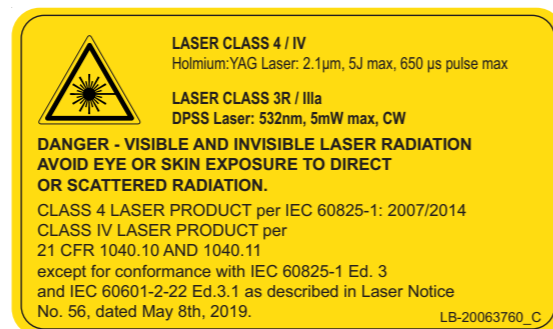 LASER CLASS 4 / IV
Holmium:YAG Laser: 2.1µm, 5J max, 650 µs pulse max
LASER CLASS 3R / IIIa
DPSS Laser: 532nm, 5mW max, CW
DANGER - VISIBLE AND INVISIBLE LASER RADIATION
AVOID EYE OR SKIN EXPOSURE TO DIRECT
OR SCATTERED RADIATION.
CLASS 4 LASER PRODUCT per IEC 60825-1: 2007/2014
CLASS IV LASER PRODUCT per
21 CFR 1040.10 AND 1040.11
except for conformance with IEC 60825-1 Ed. 3
and IEC 60601-2-22 Ed.3.1 as described in Laser Notice
No. 56, dated May 8th, 2019.
LB-20063760_C